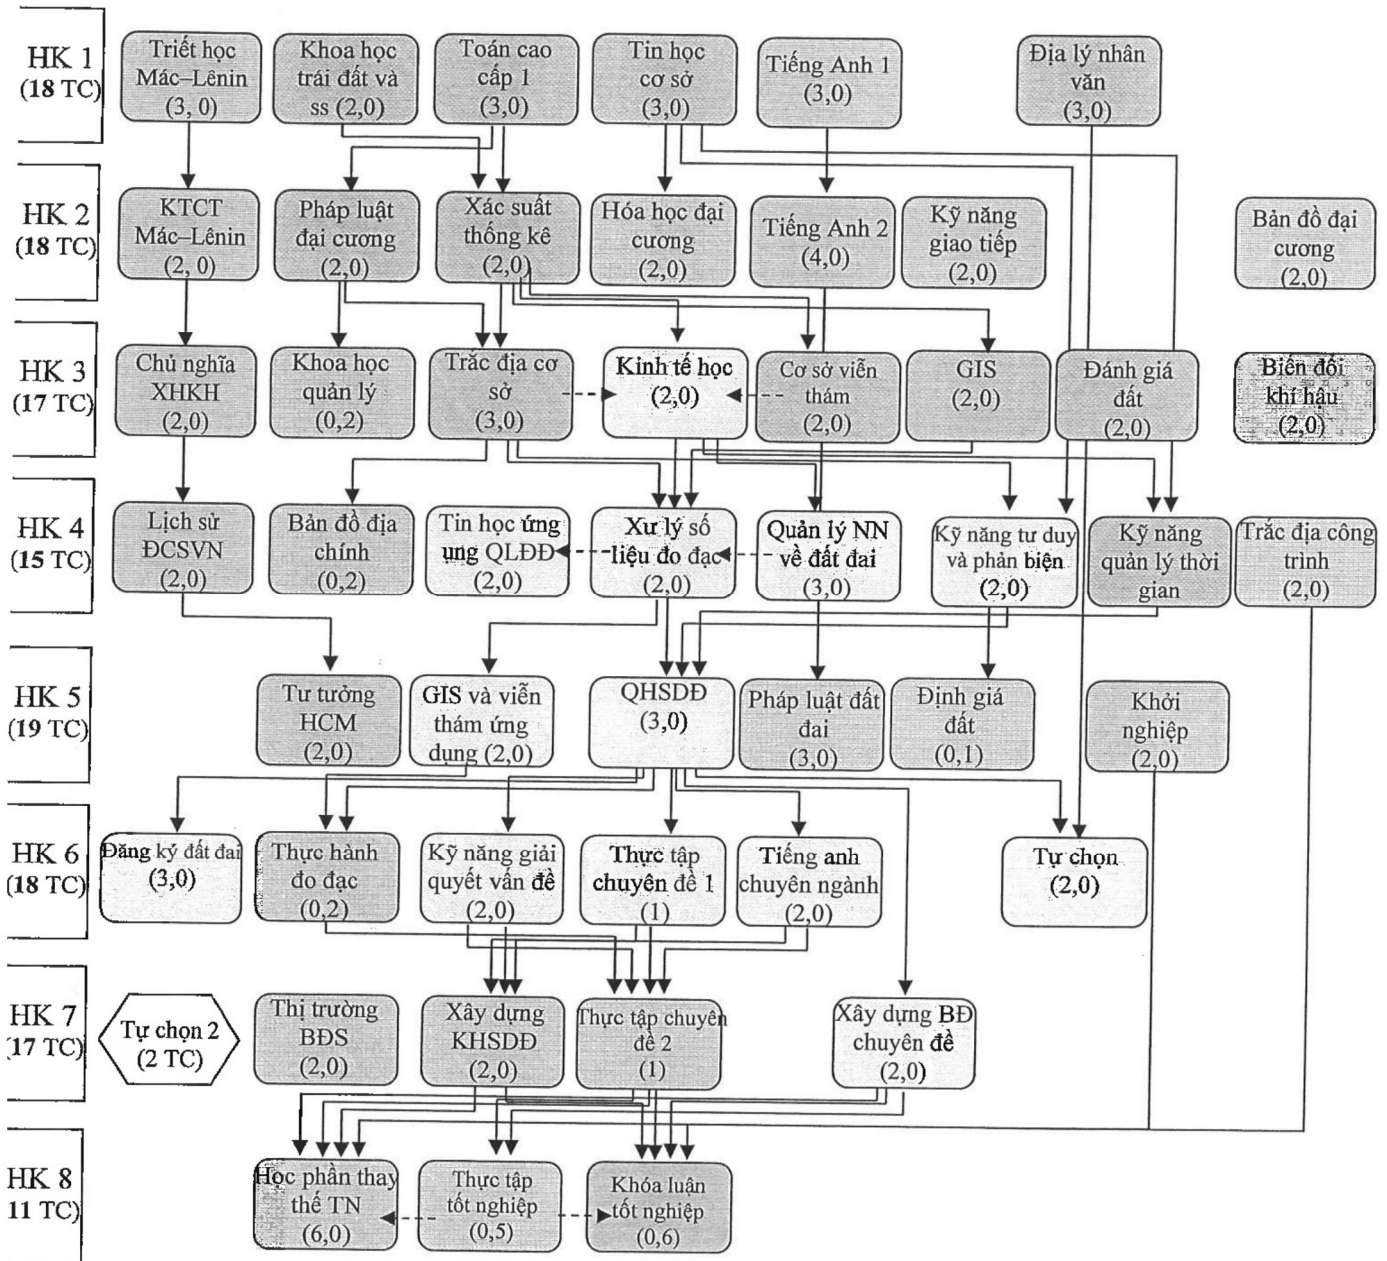 HK 1
(18 TC)
Triết học
Mác–Lênin
(3, 0)
Khoa học
trái đất và
ss (2,0)
Toán cao
cấp 1
(3,0)
Tin học
cơ sở
(3,0)
Tiếng Anh 1
(3,0)
Địa lý nhân
văn
(3,0)
HK 2
(18 TC)
KTCT
Mác–Lênin
(2, 0)
Pháp luật
đại cương
(2,0)
Xác suất
thống kê
(2,0)
Hóa học đại
cương
(2,0)
Tiếng Anh 2
(4,0)
Kỹ năng
giao tiếp
(2,0)
Bản đồ đại
cương
(2,0)
HK 3
(17 TC)
Chủ nghĩa
XHKH
(2,0)
Khoa học
quản lý
(0,2)
Trắc địa cơ
sở
(3,0)
Kinh tế học
(2,0)
Cơ sở viễn
thám
(2,0)
GIS
(2,0)
Đánh giá
đất
(2,0)
Biến đổi
khí hậu
(2,0)
HK 4
(15 TC)
Lịch sử
ĐCSVN
(2,0)
Bản đồ địa
chính
(0,2)
Tin học ứng
ụng QLĐĐ
(2,0)
Xư lý số
liệu đo đạc
(2,0)
Quản lý NN
về đất đai
(3,0)
Kỹ năng tư duy
và phản biện
(2,0)
Kỹ năng
quản lý thời
gian
Trắc địa công
trình
(2,0)
HK 5
(19 TC)
Tư tưởng
HCM
(2,0)
GIS và viễn
thám ứng
dụng (2,0)
QHSDĐ
(3,0)
Pháp luật đất
đai
(3,0)
Định giá
đất
(0,1)
Khởi
nghiệp
(2,0)
HK 6
(18 TC)
Đăng ký đất đai
(3,0)
Thực hành
đo đạc
(0,2)
Kỹ năng giải
quyết vấn đề
(2,0)
Thực tập
chuyên đề 1
(1)
Tiếng anh
chuyên ngành
(2,0)
Tự chọn
(2,0)
HK 7
(17 TC)
Tự chọn 2
(2 TC)
Thị trường
BĐS
(2,0)
Xây dựng
KHSDĐ
(2,0)
Thực tập chuyên
đề 2
(1)
Xây dựng BĐ
chuyên đề
(2,0)
HK 8
11 TC)
Học phần thay
thế TN
(6,0)
Thực tập
tốt nghiệp
(0,5)
Khóa luận
tốt nghiệp
(0,6)